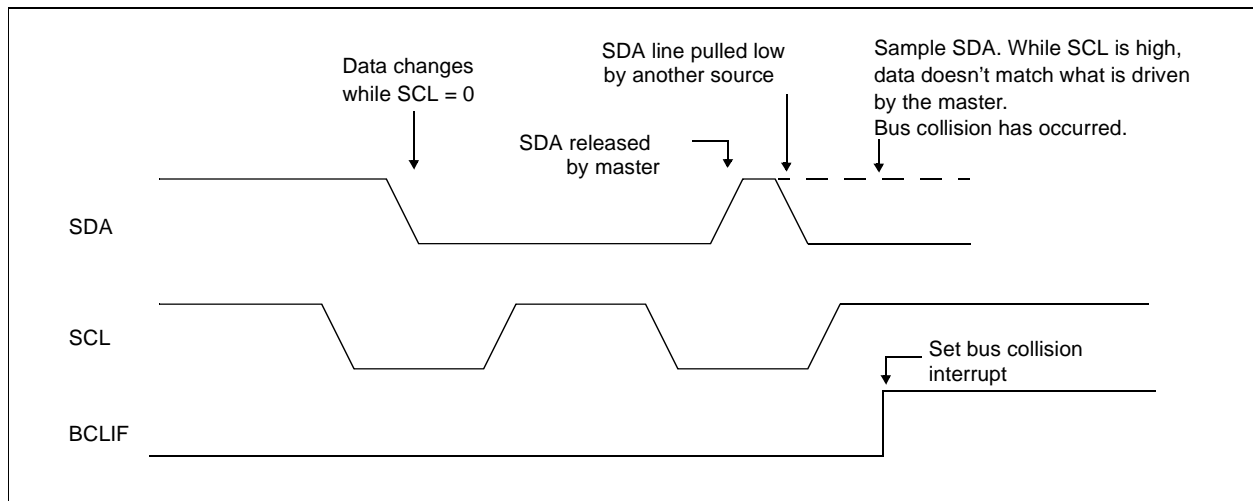 Data changes
while SCL = 0
SDA line pulled low
by another source
Sample SDA. While SCL is high,
data doesn’t match what is driven
by the master.
Bus collision has occurred.
SDA released
by master
SDA
SCL
Set bus collision
interrupt
BCLIF